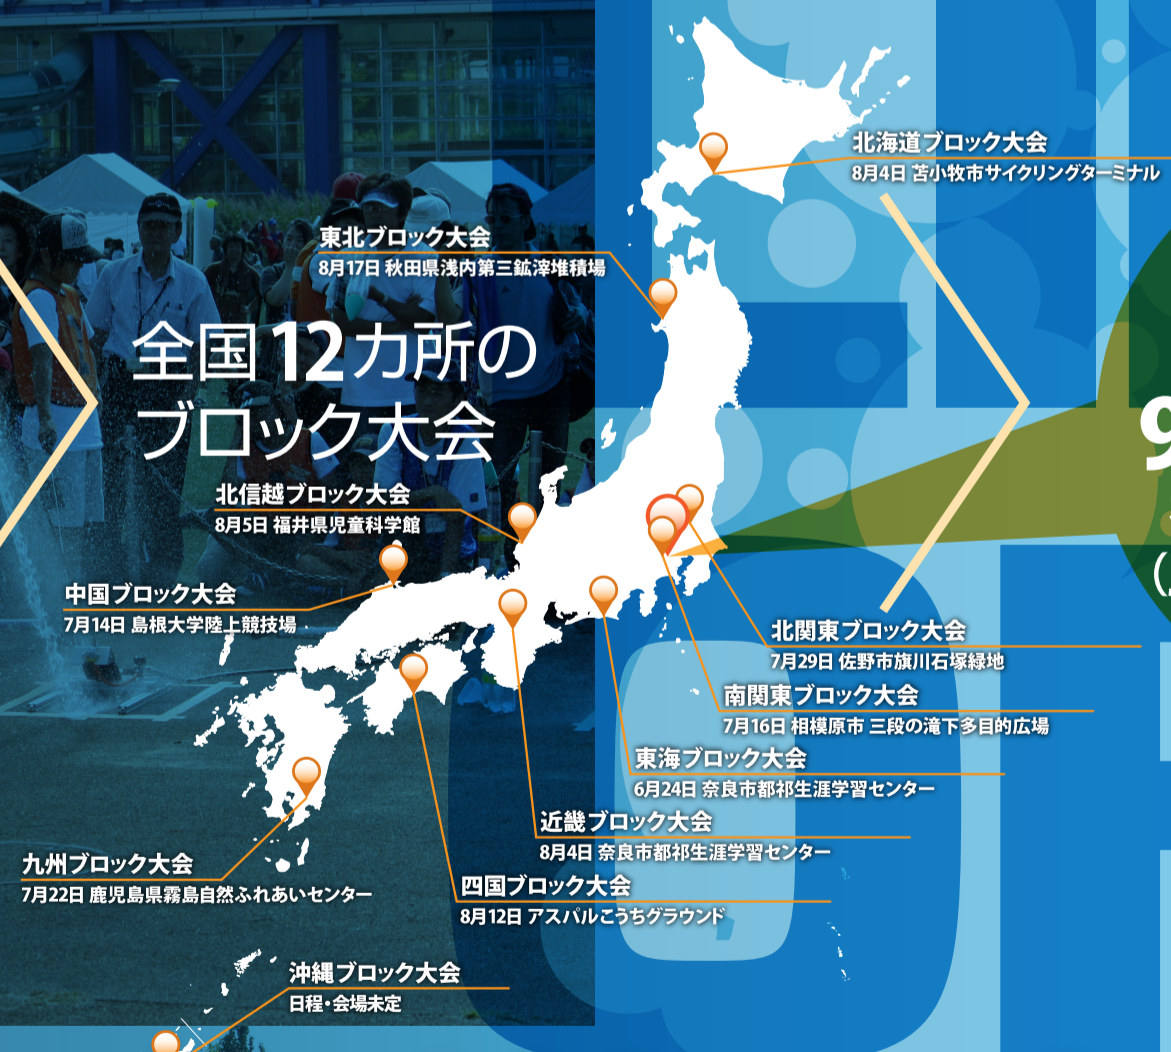 北海道ブロック大会
8月4日 苫小牧市サイクリングターミナル
東北ブロック大会
8月17日 秋田県浅内第三鉱滓堆積場
全国12カ所の
ブロック大会
9
北信越ブロック大会
8月5日 福井県児童科学館
中国ブロック大会
7月14日 島根大学陸上競技場
北関東ブロック大会
7月29日 佐野市旗川石塚緑地
南関東ブロック大会
7月16日 相模原市 三段の滝下多目的広場
東海ブロック大会
6月24日 奈良市都祁生涯学習センター
近畿ブロック大会
8月4日 奈良市都祁生涯学習センター
九州ブロック大会
7月22日 鹿児島県霧島自然ふれあいセンター
四国ブロック大会
8月12日 アスパルこうちグラウンド
沖縄ブロック大会
日程・会場未定